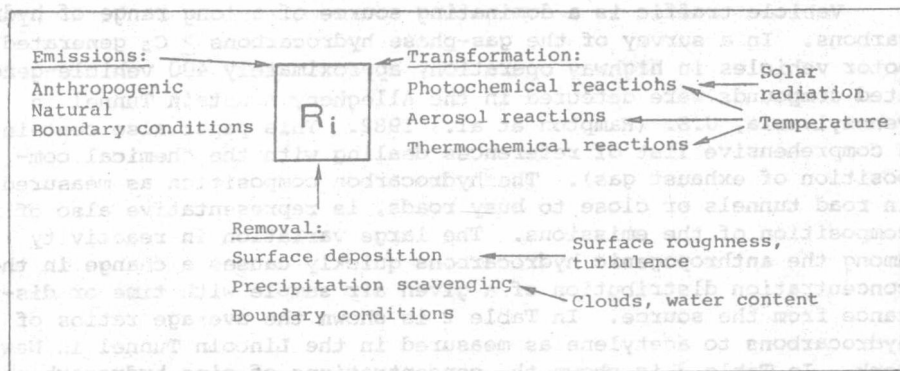 Emissions:
Anthropogenic
Natural
Boundary conditions
Ri
Transformation:
Photochemical reactions
Aerosol reactions
Thermochemical reactions
Solar
radiation
Temperature
Removal:
Surface deposition
Precipitation scavenging
Boundary conditions
Surface roughness,
turbulence
Clouds, water content